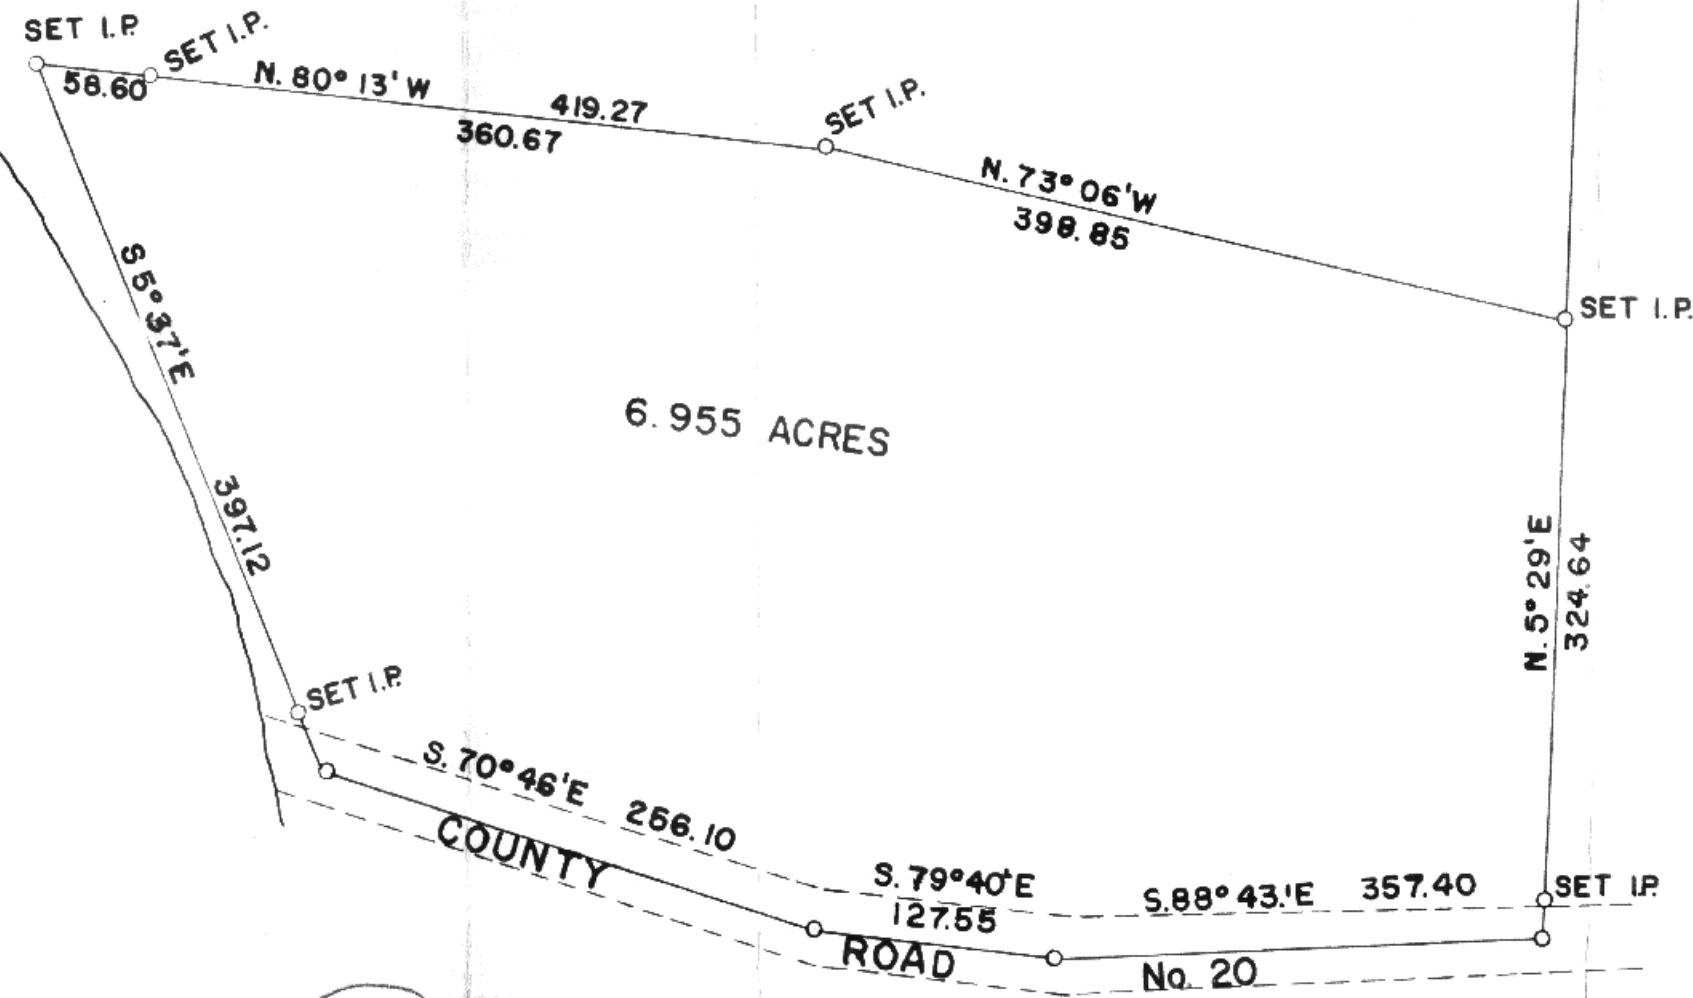 SET I.P.
SET I.P.
58.60
N. 80° 13' W
419.27
360.67
SET I.P.
N. 73° 06' W
398.85
SET I.P.
S 5° 37' E
397.12
6.955 ACRES
N. 5° 29' E
324.64
SET I.P.
S. 70° 46' E 256.10
COUNTY
S. 79° 40' E
127.55
ROAD
S. 88° 43.' E 357.40
SET I.P.
No. 20